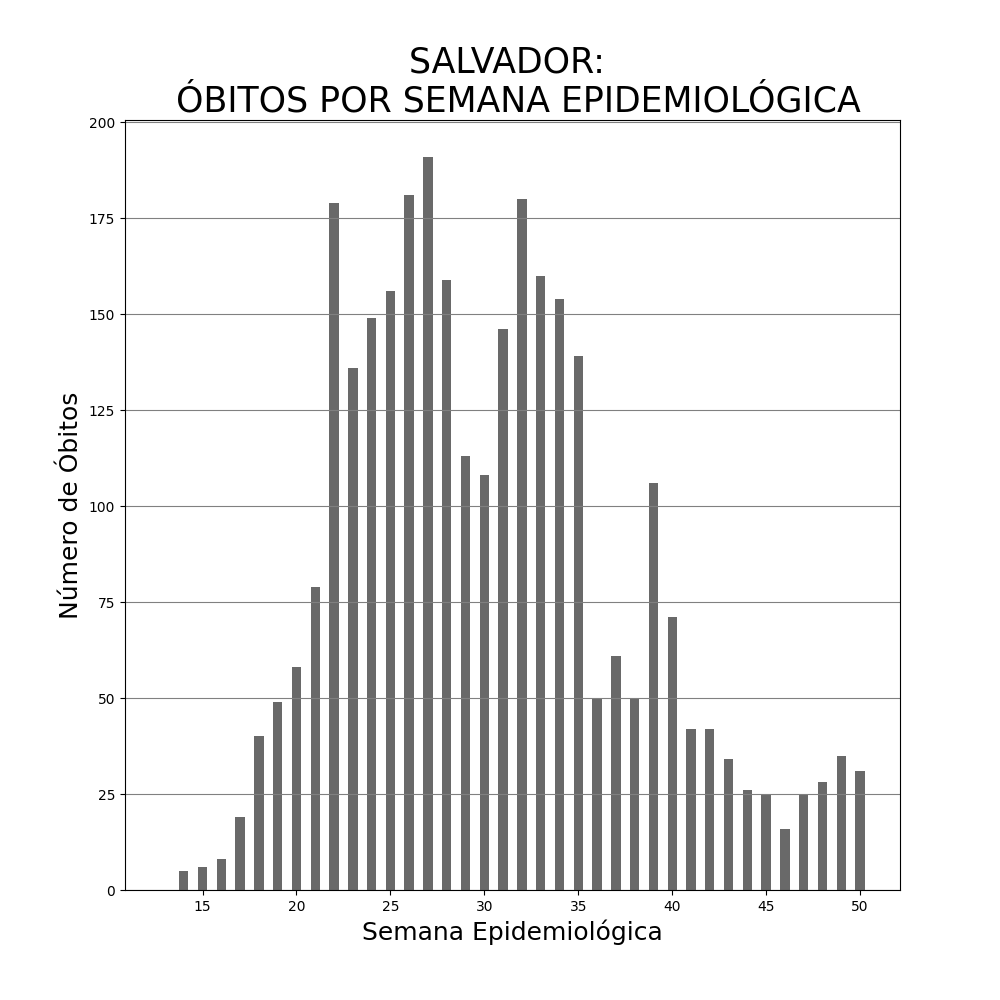 SALVADOR:
ÓBITOS POR SEMANA EPIDEMIOLÓGICA
200
175
150
125
100
75
50
25
0
Número de Óbitos
15 20 25 30 35 40 45 50
Semana Epidemiológica